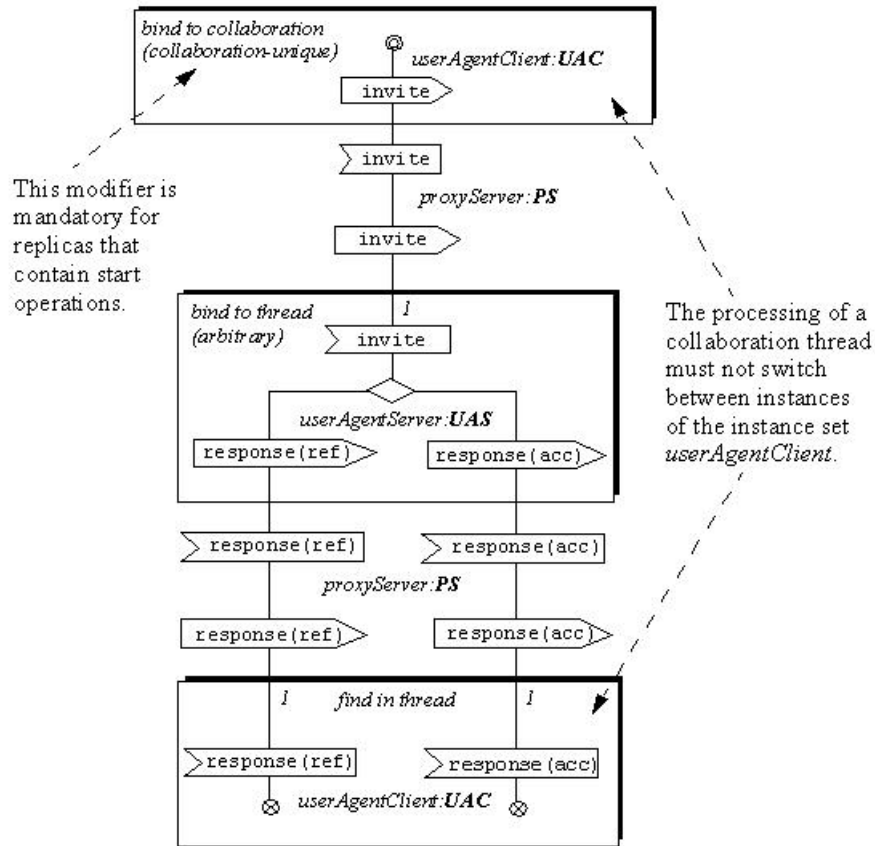 bind to collaboration
(collaboration-unique)
userAgentClient:UAC
invite
invite
This modifier is
mandatory for
replicas that
contain start
operations.
proxyServer:PS
invite
bind to thread
(arbitrary)
1
invite
The processing of a
collaboration thread
must not switch
between instances
of the instance set
userAgentClient.
userAgentServer:UAS
response(ref)
response(acc)
response(ref)
response(acc)
proxyServer:PS
response(ref)
response(acc)
1
find in thread
1
response(ref)
response(acc)
userAgentClient:UAC